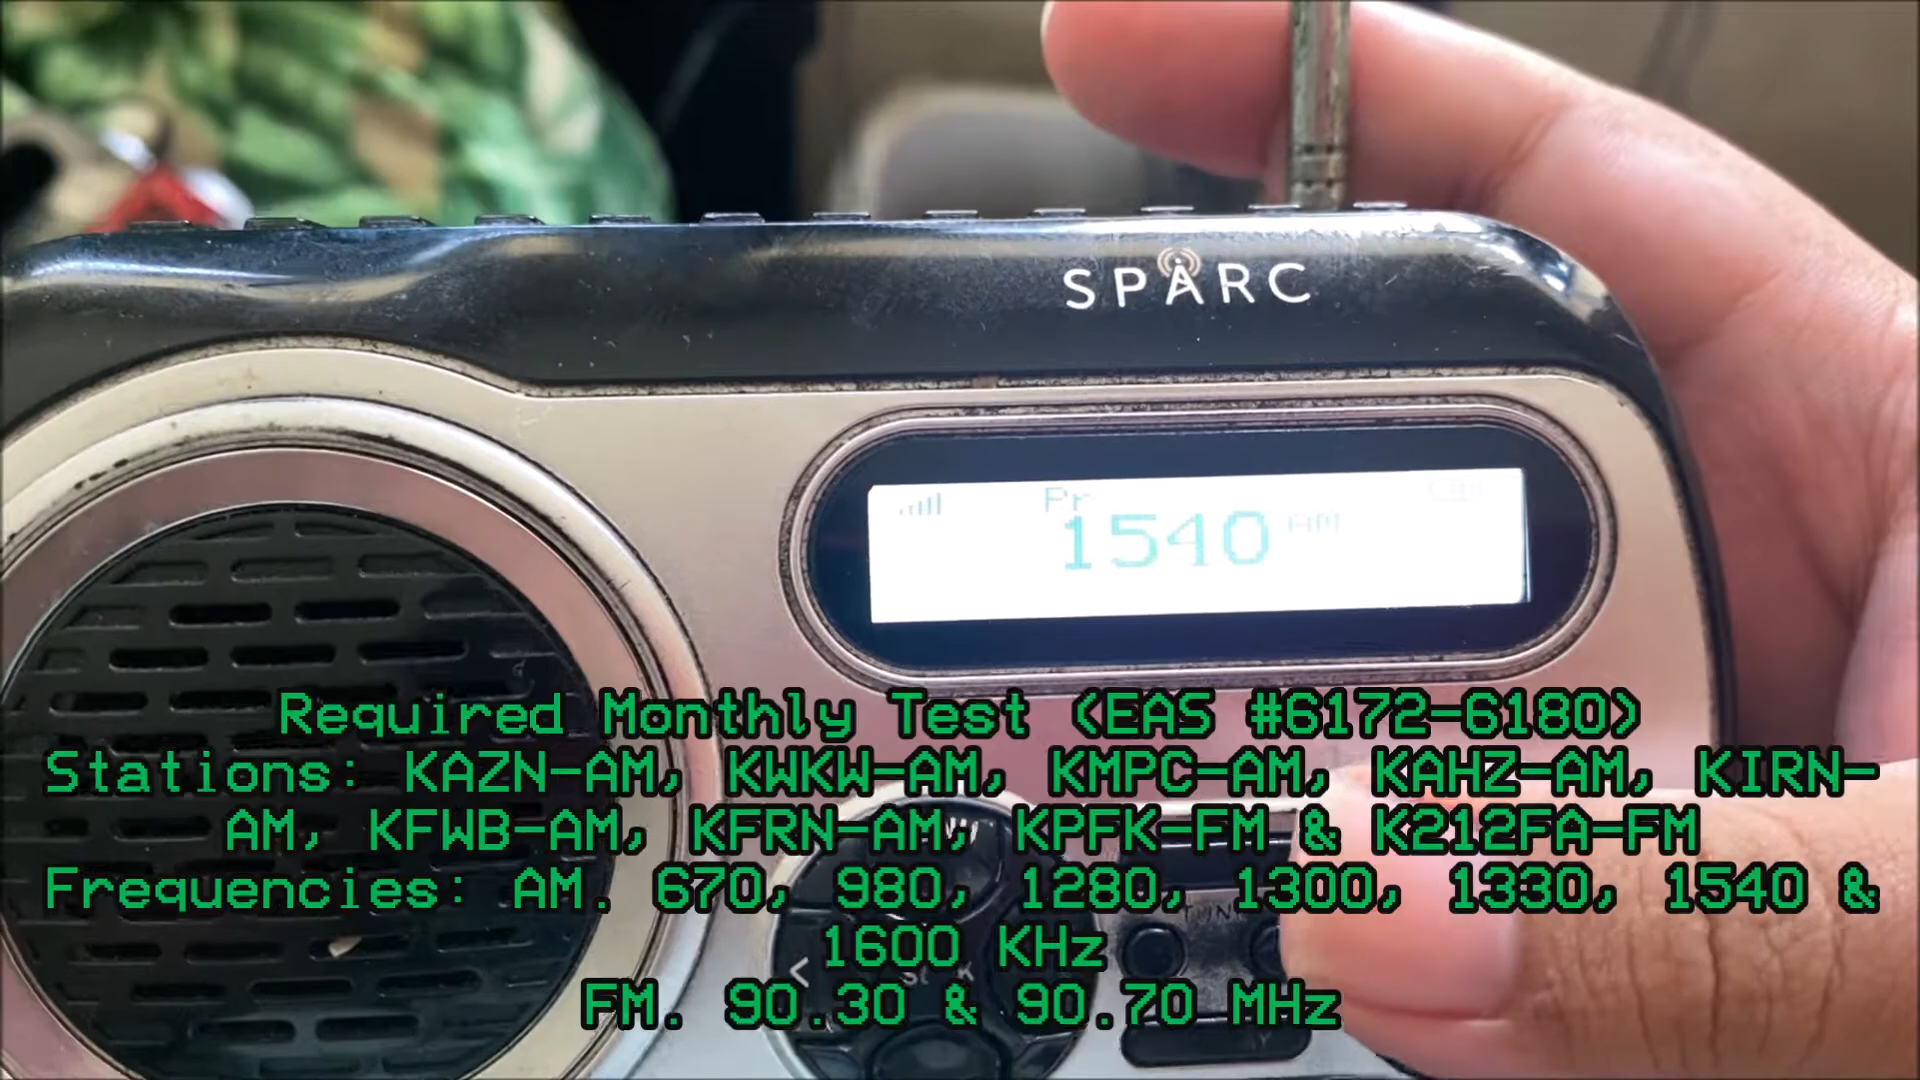 SPARC
Pr
1540 AM
Required Monthly Test (EAS #6172-6180)
Stations: KAZN-AM, KWKW-AM, KMPC-AM, KAHZ-AM, KIRN-
AM, KFWB-AM, KFRN-AM, KPFK-FM & K212FA-FM
Frequencies: AM. 670, 980, 1280, 1300, 1330, 1540 &
1600 KHz
FM. 90.30 & 90.70 MHz